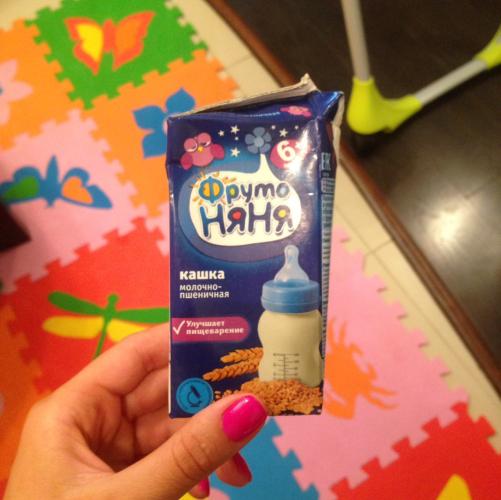 6+
Фруто
НЯНЯ
кашка
молочно-
пшеничная
Улучшает
пищеварение